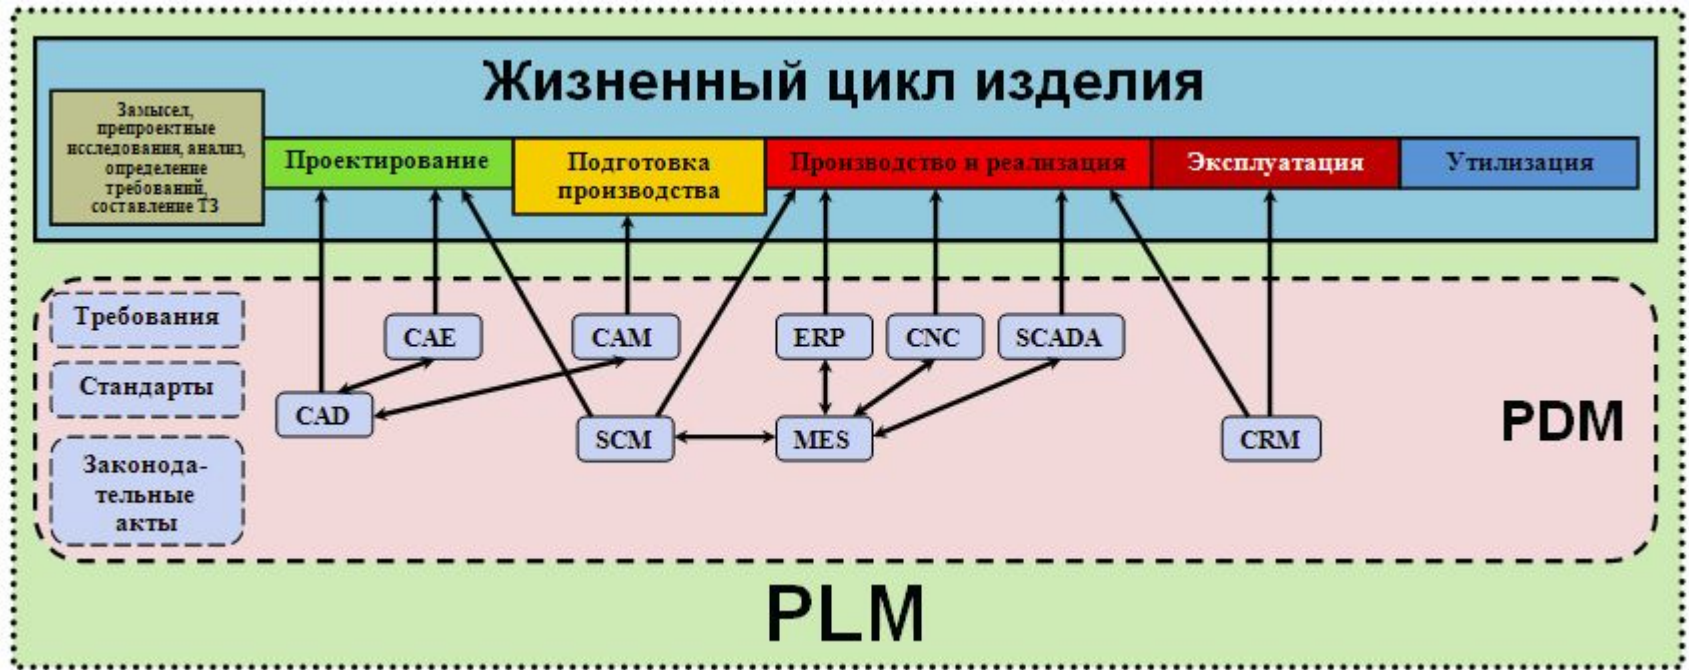 Жизненный цикл изделия
Замысел,
препроектные
исследования, анализ,
определение
требований,
составление ТЗ
Проектирование
Подготовка
производства
Производство и реализация
Эксплуатация
Утилизация
Требования
Стандарты
Законода-
тельные
акты
CAE
CAM
ERP
CNC
SCADA
CAD
SCM
MES
CRM
PDM
PLM